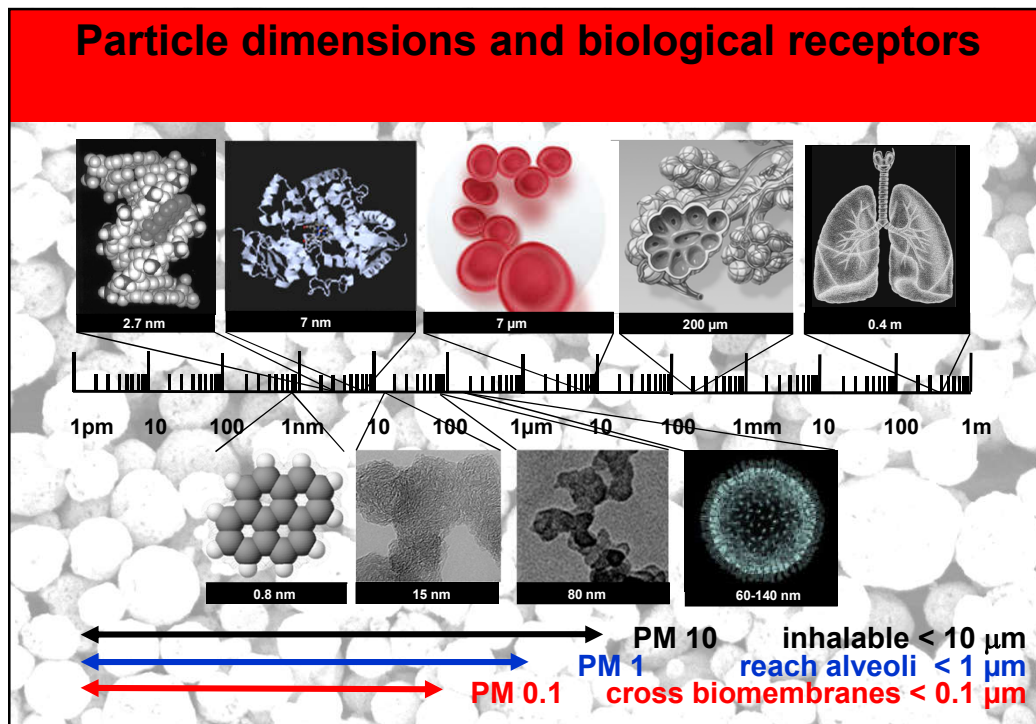 Particle dimensions and biological receptors
2.7 nm 7 nm 7 µm 200 µm 0.4 m
1pm 10 100 1nm 10 100 1µm 10 100 1mm 10 100 1m
0.8 nm 15 nm 80 nm 60-140 nm
PM 10 inhalable < 10 µm
PM 1 reach alveoli < 1 µm
PM 0.1 cross biomembranes < 0.1 µm